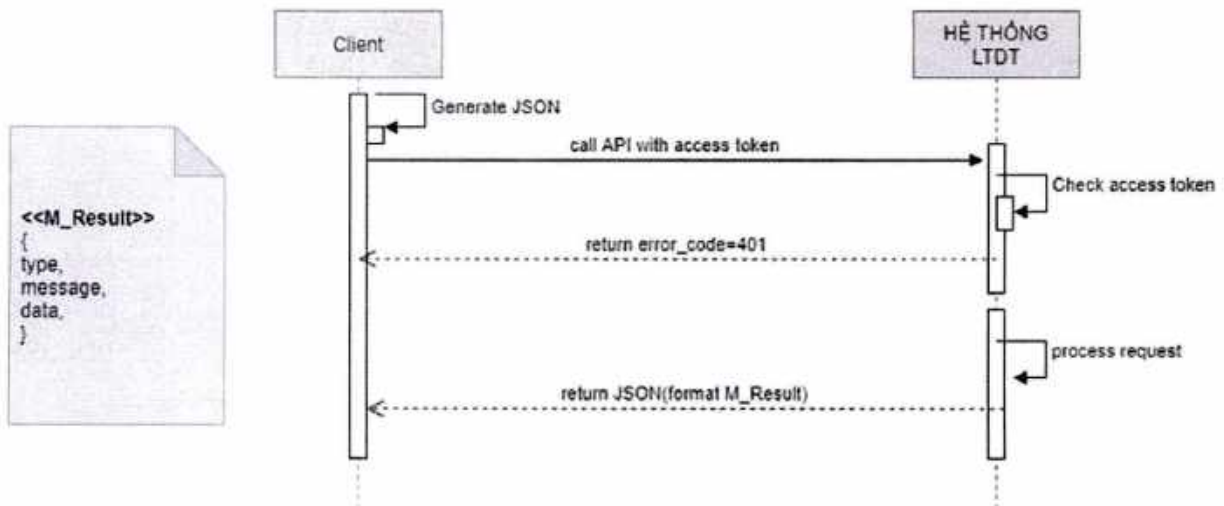 Client
HỆ THỐNG
LTDT
Generate JSON
call API with access token
Check access token
<<M_Result>>
{
type,
message,
data,
}
return error_code=401
process request
return JSON(format M_Result)